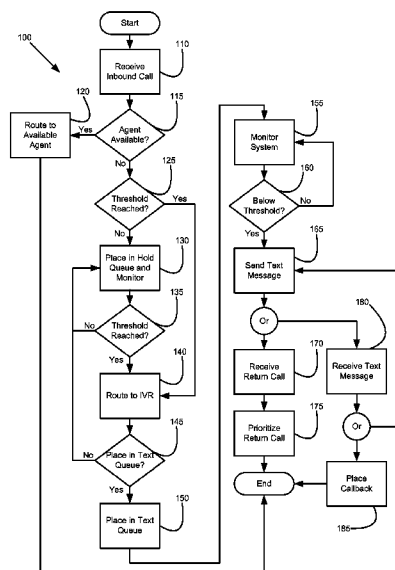 100
Start
Receive
Inbound Call
110
115
120
Route to
Available
Agent
Yes
Agent
Available?
No
125
Threshold
Reached?
Yes
No
130
Place in Hold
Queue and
Monitor
135
Threshold
Reached?
No
Yes
140
Route to IVR
145
Place in Text
Queue?
No
Yes
150
Place in Text
Queue
155
Monitor
System
160
Below
Threshold?
No
Yes
165
Send Text
Message
Or
170
Receive
Return Call
180
Receive Text
Message
175
Prioritize
Return Call
Or
End
Place
Callback
185